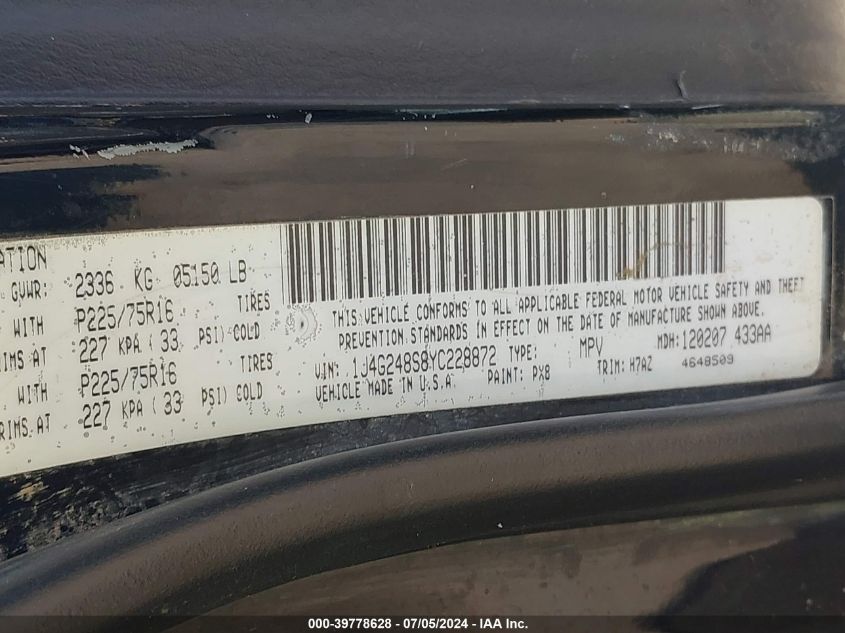 ATION
GVWR: 2336 KG 05150 LB
WITH P225/75R16 TIRES
RIMS AT 227 KPA ( 33 PSI) COLD
WITH P225/75R16 TIRES
RIMS AT 227 KPA ( 33 PSI) COLD
THIS VEHICLE CONFORMS TO ALL APPLICABLE FEDERAL MOTOR VEHICLE SAFETY AND THEFT
PREVENTION STANDARDS IN EFFECT ON THE DATE OF MANUFACTURE SHOWN ABOVE.
MDH: 120207 433AA
VIN: 1J4G248S8YC228872 TYPE: MPV
VEHICLE MADE IN U.S.A. PAINT: PX8 TRIM: H7AZ 4648509
000-39778628 - 07/05/2024 - IAA Inc.